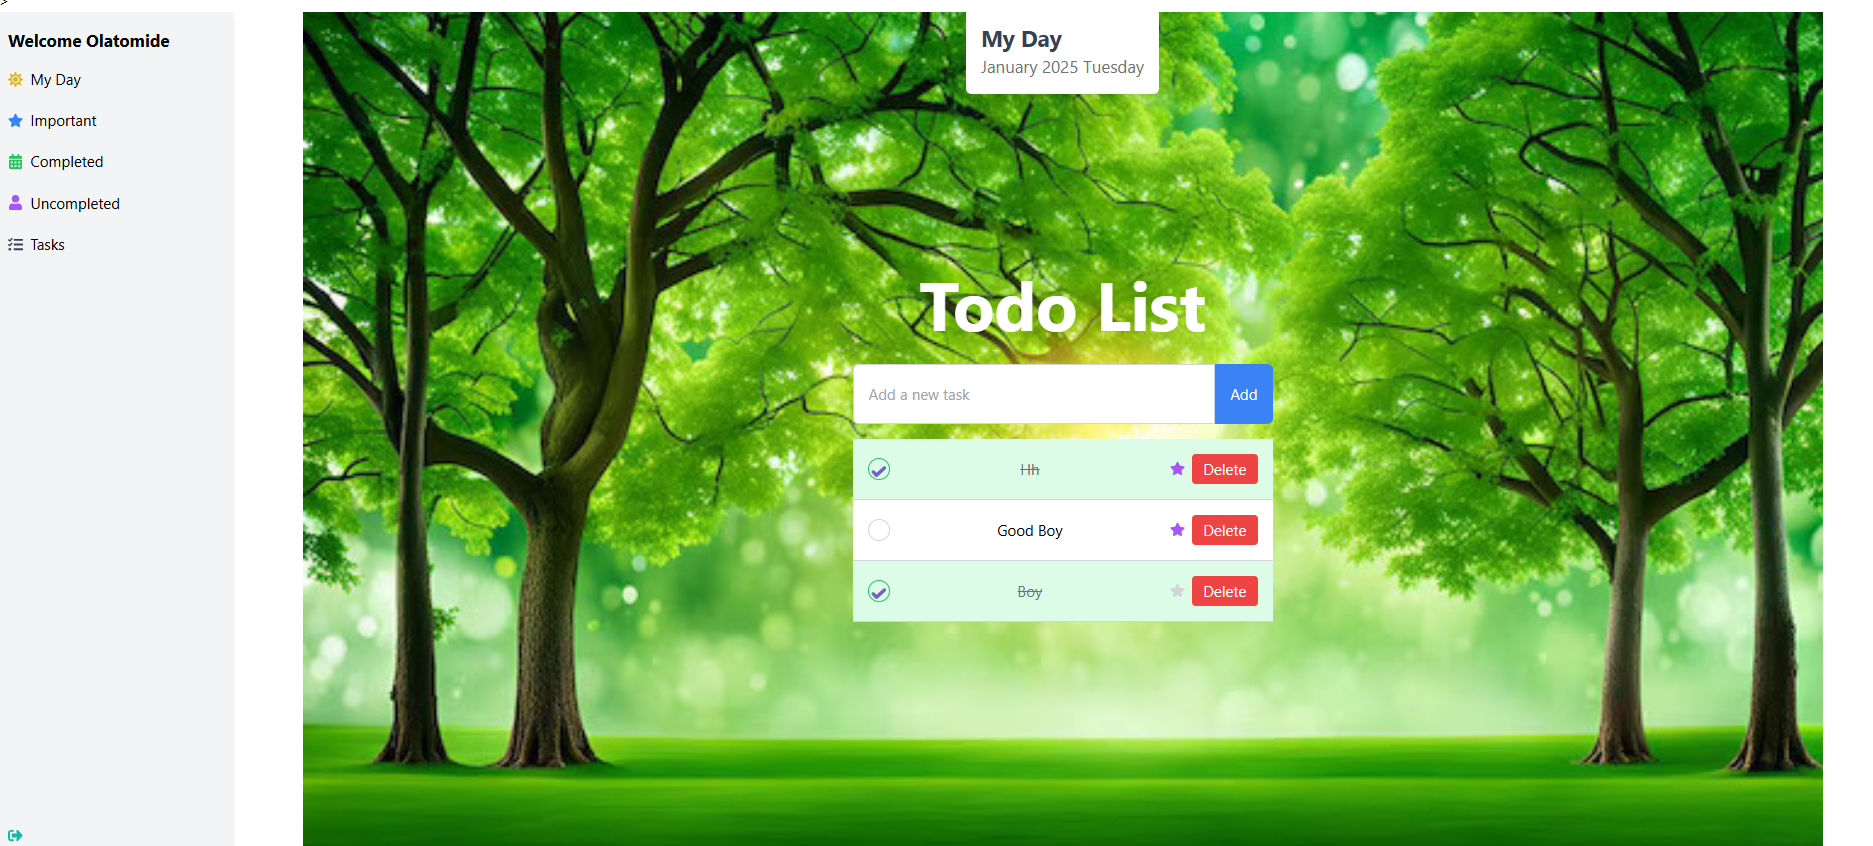 >
Welcome Olatomide
My Day
Important
Completed
Uncompleted
Tasks
My Day
January 2025 Tuesday
Todo List
Add a new task
Add
Hh
Delete
Good Boy
Delete
Boy
Delete